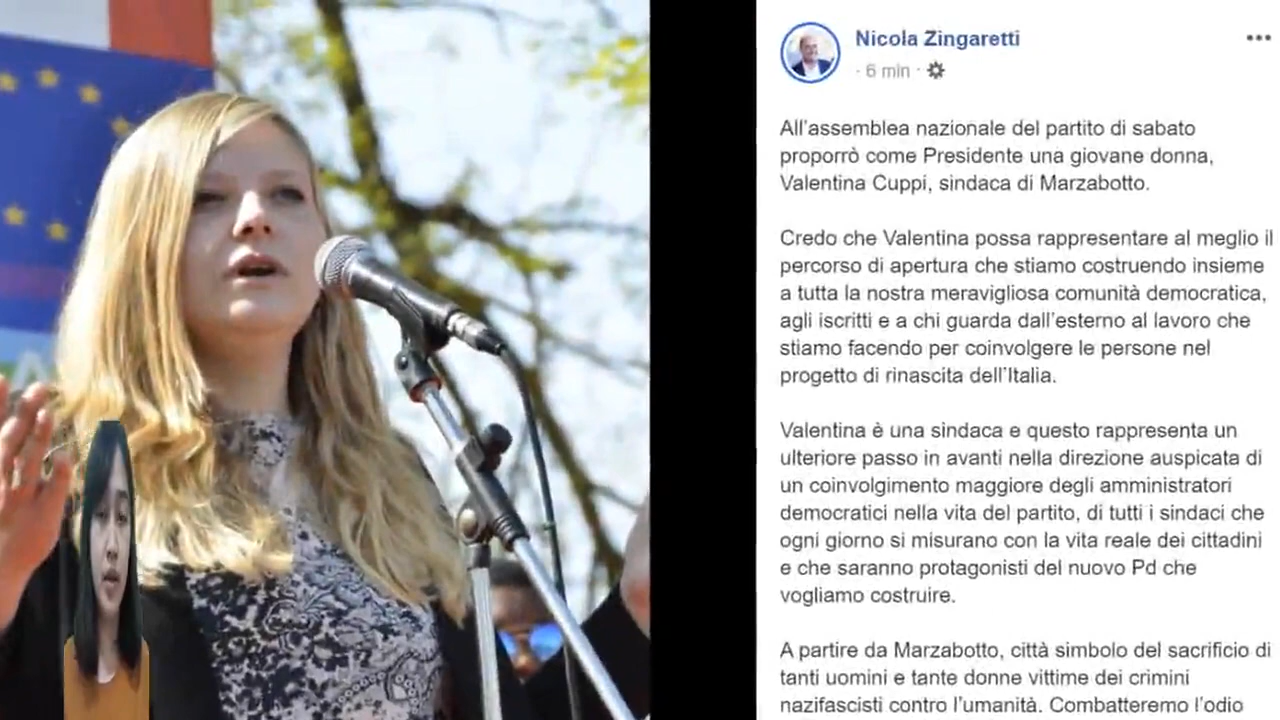 Nicola Zingaretti
· 6 min ·
All'assemblea nazionale del partito di sabato
proporrò come Presidente una giovane donna,
Valentina Cuppi, sindaca di Marzabotto.
Credo che Valentina possa rappresentare al meglio il
percorso di apertura che stiamo costruendo insieme
a tutta la nostra meravigliosa comunità democratica,
agli iscritti e a chi guarda dall'esterno al lavoro che
stiamo facendo per coinvolgere le persone nel
progetto di rinascita dell'Italia.
Valentina è una sindaca e questo rappresenta un
ulteriore passo in avanti nella direzione auspicata di
un coinvolgimento maggiore degli amministratori
democratici nella vita del partito, di tutti i sindaci che
ogni giorno si misurano con la vita reale dei cittadini
e che saranno protagonisti del nuovo Pd che
vogliamo costruire.
A partire da Marzabotto, città simbolo del sacrificio di
tanti uomini e tante donne vittime dei crimini
nazifascisti contro l'umanità. Combatteremo l'odio